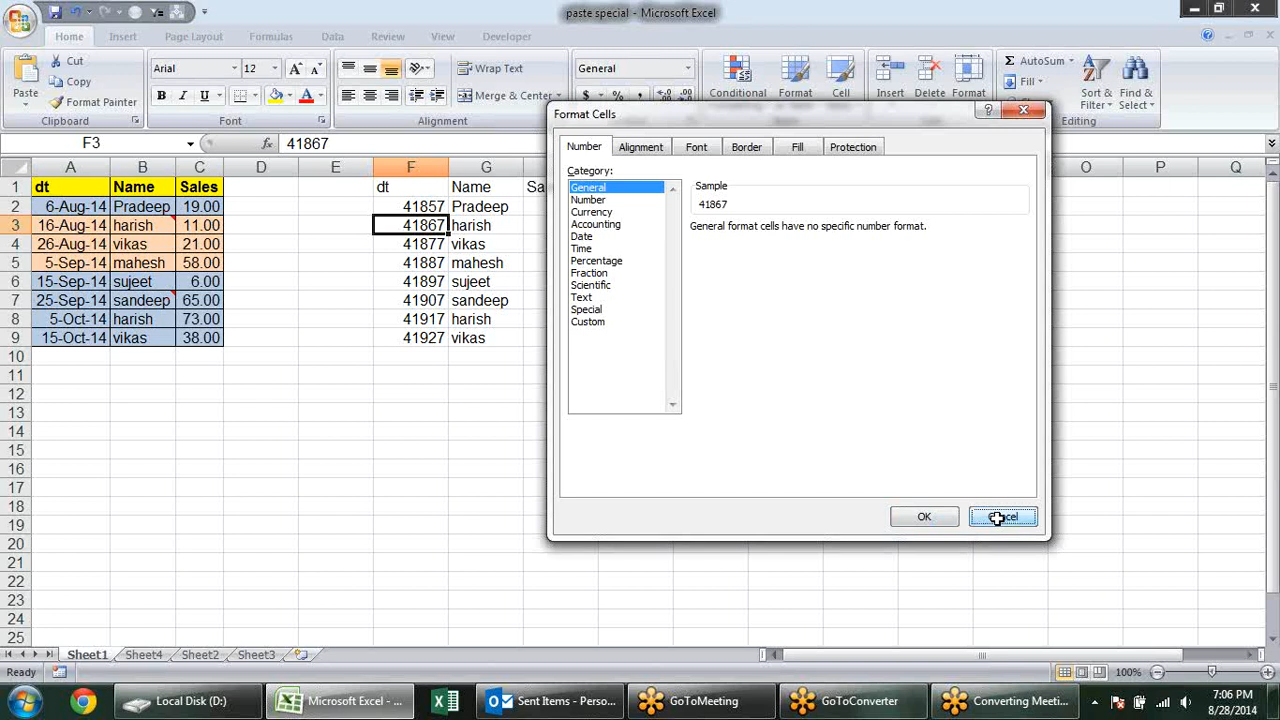 paste special - Microsoft Excel
Home Insert Page Layout Formulas Data Review View Developer
Paste
Cut
Copy
Format Painter
Clipboard
Arial 12
B I U A
Font
Wrap Text
Merge & Center
Alignment
General
$ % ,
Conditional Format Cell
Insert Delete Format
AutoSum
Fill
Sort & Filter
Find & Select
Editing
F3 fx 41867
A B C D E F G O P Q
1 dt Name Sales dt Name Sa
2 6-Aug-14 Pradeep 19.00 41857 Pradeep
3 16-Aug-14 harish 11.00 41867 harish
4 26-Aug-14 vikas 21.00 41877 vikas
5 5-Sep-14 mahesh 58.00 41887 mahesh
6 15-Sep-14 sujeet 6.00 41897 sujeet
7 25-Sep-14 sandeep 65.00 41907 sandeep
8 5-Oct-14 harish 73.00 41917 harish
9 15-Oct-14 vikas 38.00 41927 vikas
10
11
12
13
14
15
16
17
18
19
20
21
22
23
24
25
Format Cells
Number Alignment Font Border Fill Protection
Category:
General
Number
Currency
Accounting
Date
Time
Percentage
Fraction
Scientific
Text
Special
Custom
Sample
41867
General format cells have no specific number format.
OK
Sheet1 Sheet4 Sheet2 Sheet3
Ready 100%
Local Disk (D:) Microsoft Excel - ... Sent Items - Perso... GoToMeeting GoToConverter Converting Meeti...
7:06 PM
8/28/2014